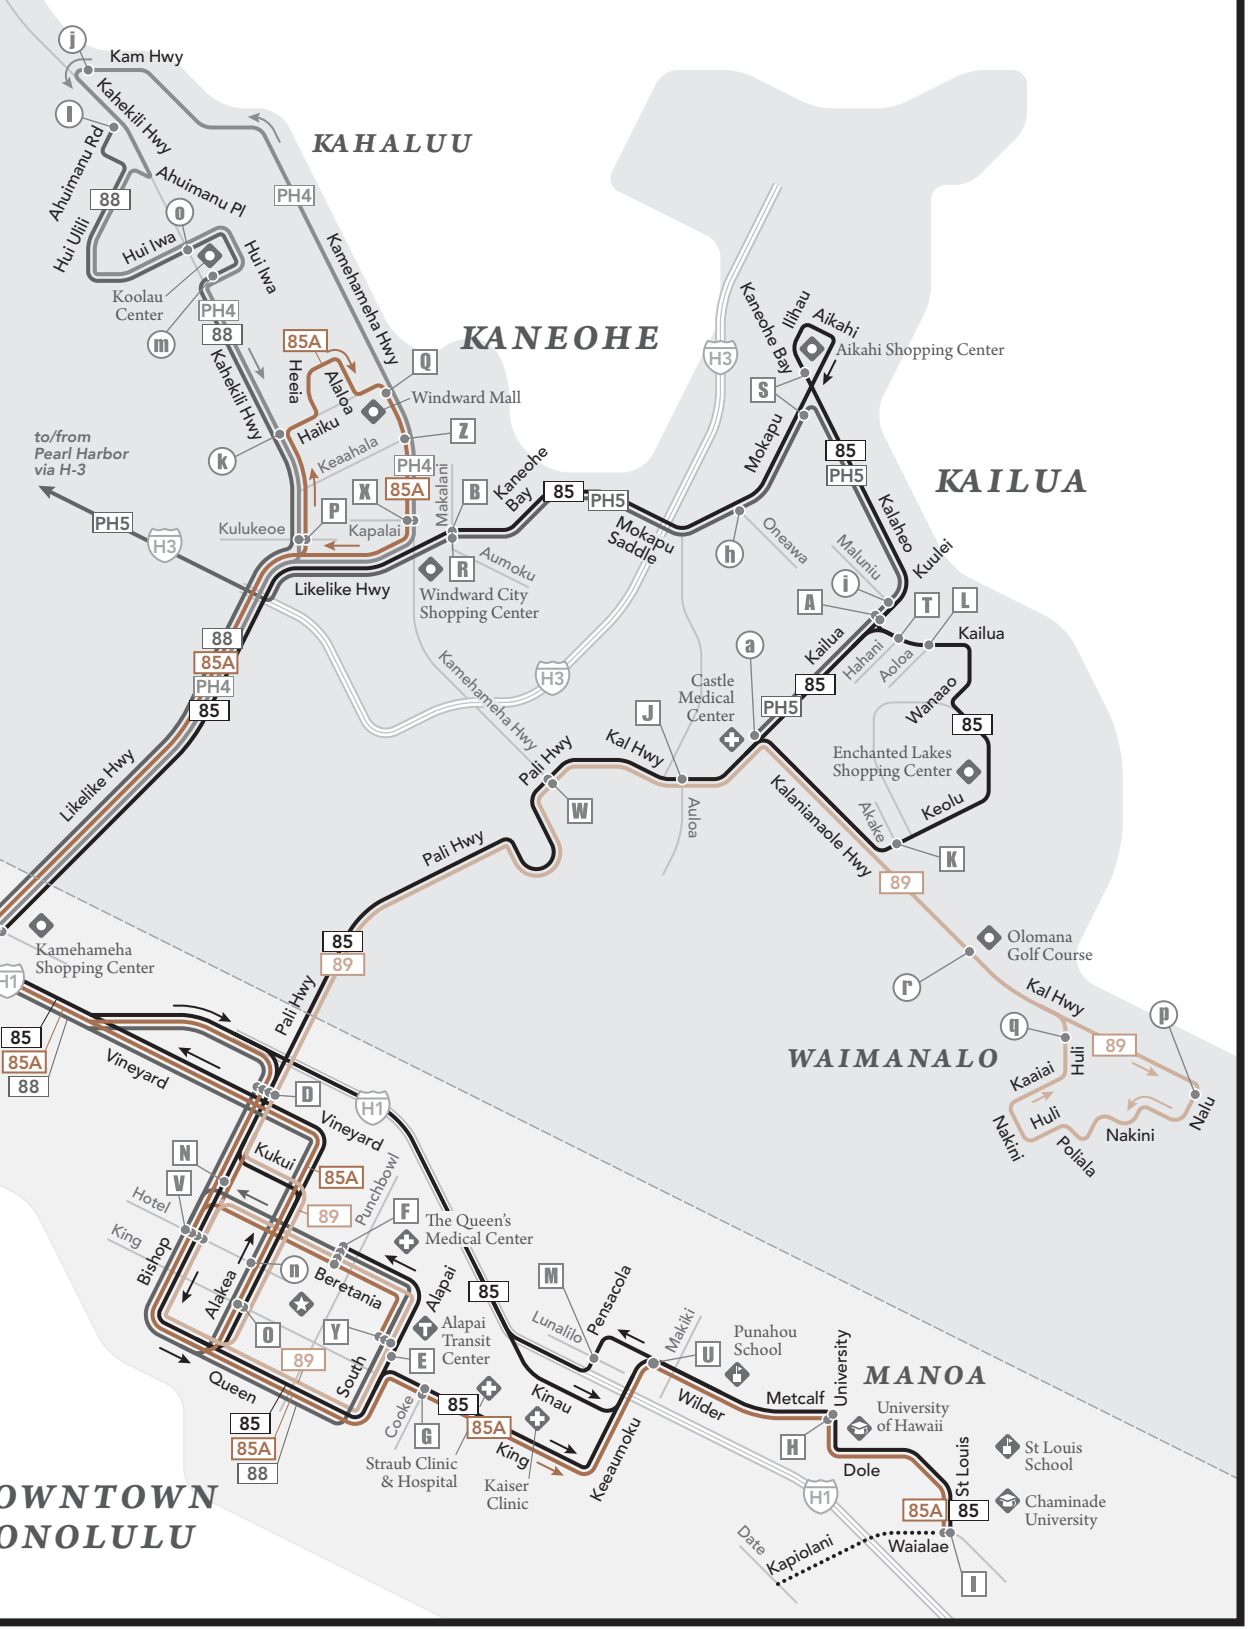 j
Kam Hwy
Kahekili Hwy
l
KAHALUU
Ahuimanu Rd
Ahuimanu Pl
88
PH4
o
Hui Ulili
Hui Iwa
Hui Iwa
Kamehameha Hwy
Koolau
Center
m
PH4
88
KANEOHE
H3
Kaneohe Bay
Ilihau
Aikahi
Aikahi Shopping Center
S
85A
Kahekili Hwy
Heeia
Alaloa
Q
Windward Mall
Haiku
Z
to/from
Pearl Harbor
via H-3
k
Keaahala
PH4
85A
Makalani
X
B
Kaneohe
Bay
85
PH5
Mokapu
85
PH5
KAILUA
PH5
H3
Kulukeoe
P
Kapalai
Mokapu
Saddle
h
Oneawa
Kalaheo
Maluniu
Kuulei
Aumoku
R
Likelike Hwy
Windward City
Shopping Center
i
A
T
L
Kailua
88
85A
PH4
85
Kamehameha Hwy
H3
a
Kailua
Hahani
Aoloa
Castle
Medical
Center
85
PH5
Wanaao
85
J
Kal Hwy
Pali Hwy
Enchanted Lakes
Shopping Center
Likelike Hwy
W
Auloa
Kalanianaole Hwy
Akake
Keolu
K
Pali Hwy
89
Kamehameha
Shopping Center
85
89
Olomana
Golf Course
r
H1
Pali Hwy
Kal Hwy
q
p
85
85A
88
Vineyard
WAIMANALO
Huli
89
Kaaiai
Huli
Nakini
Poliala
Nakini
Nalu
D
H1
Vineyard
Kukui
N
V
85A
Punchbowl
Hotel
89
F
The Queen's
Medical Center
King
Bishop
n
Beretania
Alapai
85
M
Pensacola
Alakea
O
Y
Alapai
Transit
Center
Lunalilo
Makiki
U
Punahou
School
E
89
MANOA
Queen
South
Kinau
Wilder
Metcalf
University
University
of Hawaii
Cooke
85
85A
85
85A
88
G
Straub Clinic
& Hospital
King
Kaiser
Clinic
Keeaumoku
H
Dole
St Louis
St Louis
School
OWNTOWN
ONOLULU
H1
85A
85
Chaminade
University
Date
Kapiolani
Waialae
I